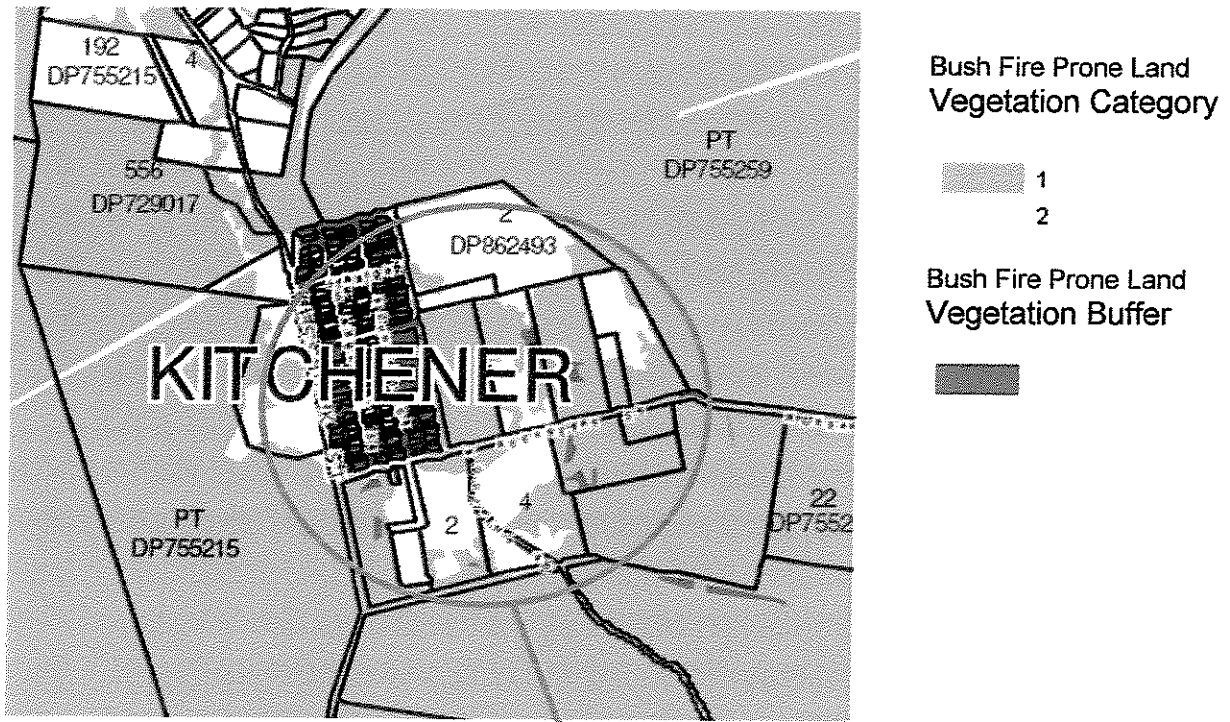 192
DP755215
4
556
DP729017
PT
DP755259
2
DP862493
KITCHENER
PT
DP755215
2
4
22
DP7552
Bush Fire Prone Land
Vegetation Category
1
2
Bush Fire Prone Land
Vegetation Buffer